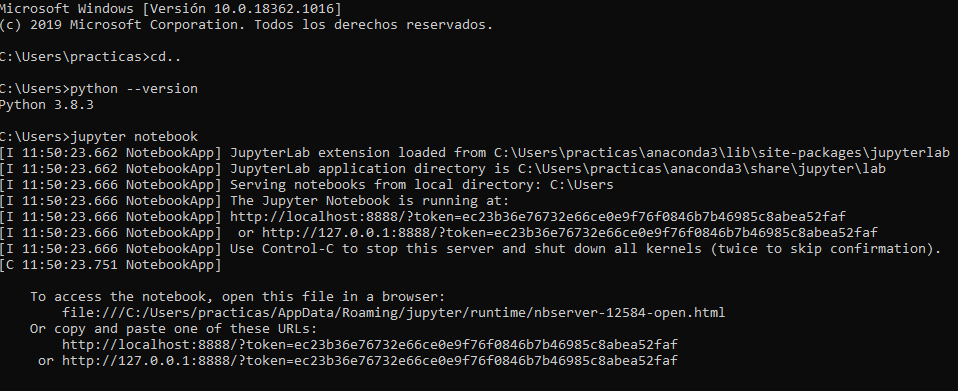 Microsoft Windows [Versión 10.0.18362.1016]
(c) 2019 Microsoft Corporation. Todos los derechos reservados.
C:\Users\practicas>cd..
C:\Users>python --version
Python 3.8.3
C:\Users>jupyter notebook
[I 11:50:23.662 NotebookApp] JupyterLab extension loaded from C:\Users\practicas\anaconda3\lib\site-packages\jupyterlab
[I 11:50:23.662 NotebookApp] JupyterLab application directory is C:\Users\practicas\anaconda3\share\jupyter\lab
[I 11:50:23.666 NotebookApp] Serving notebooks from local directory: C:\Users
[I 11:50:23.666 NotebookApp] The Jupyter Notebook is running at:
[I 11:50:23.666 NotebookApp] http://localhost:8888/?token=ec23b36e76732e66ce0e9f76f0846b7b46985c8abea52faf
[I 11:50:23.666 NotebookApp]  or http://127.0.0.1:8888/?token=ec23b36e76732e66ce0e9f76f0846b7b46985c8abea52faf
[I 11:50:23.666 NotebookApp] Use Control-C to stop this server and shut down all kernels (twice to skip confirmation).
[C 11:50:23.751 NotebookApp]
To access the notebook, open this file in a browser:
file:///C:/Users/practicas/AppData/Roaming/jupyter/runtime/nbserver-12584-open.html
Or copy and paste one of these URLs:
http://localhost:8888/?token=ec23b36e76732e66ce0e9f76f0846b7b46985c8abea52faf
or http://127.0.0.1:8888/?token=ec23b36e76732e66ce0e9f76f0846b7b46985c8abea52faf